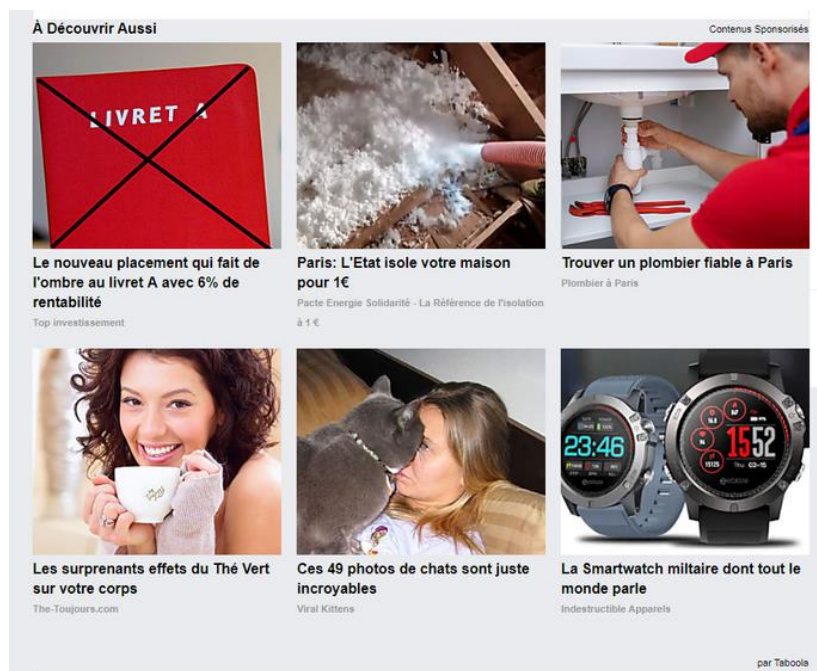 À Découvrir Aussi
Contenus Sponsorisés
LIVRET A
Le nouveau placement qui fait de
l'ombre au livret A avec 6% de
rentabilité
Top investissement
Paris: L'Etat isole votre maison
pour 1€
Pacte Energie Solidarité - La Référence de l'isolation
à 1 €
Trouver un plombier fiable à Paris
Plombier à Paris
23:46
1552
Thu 03-15
15125
Les surprenants effets du Thé Vert
sur votre corps
The-Toujours.com
Ces 49 photos de chats sont juste
incroyables
Viral Kittens
La Smartwatch miltaire dont tout le
monde parle
Indestructible Apparels
par Taboola